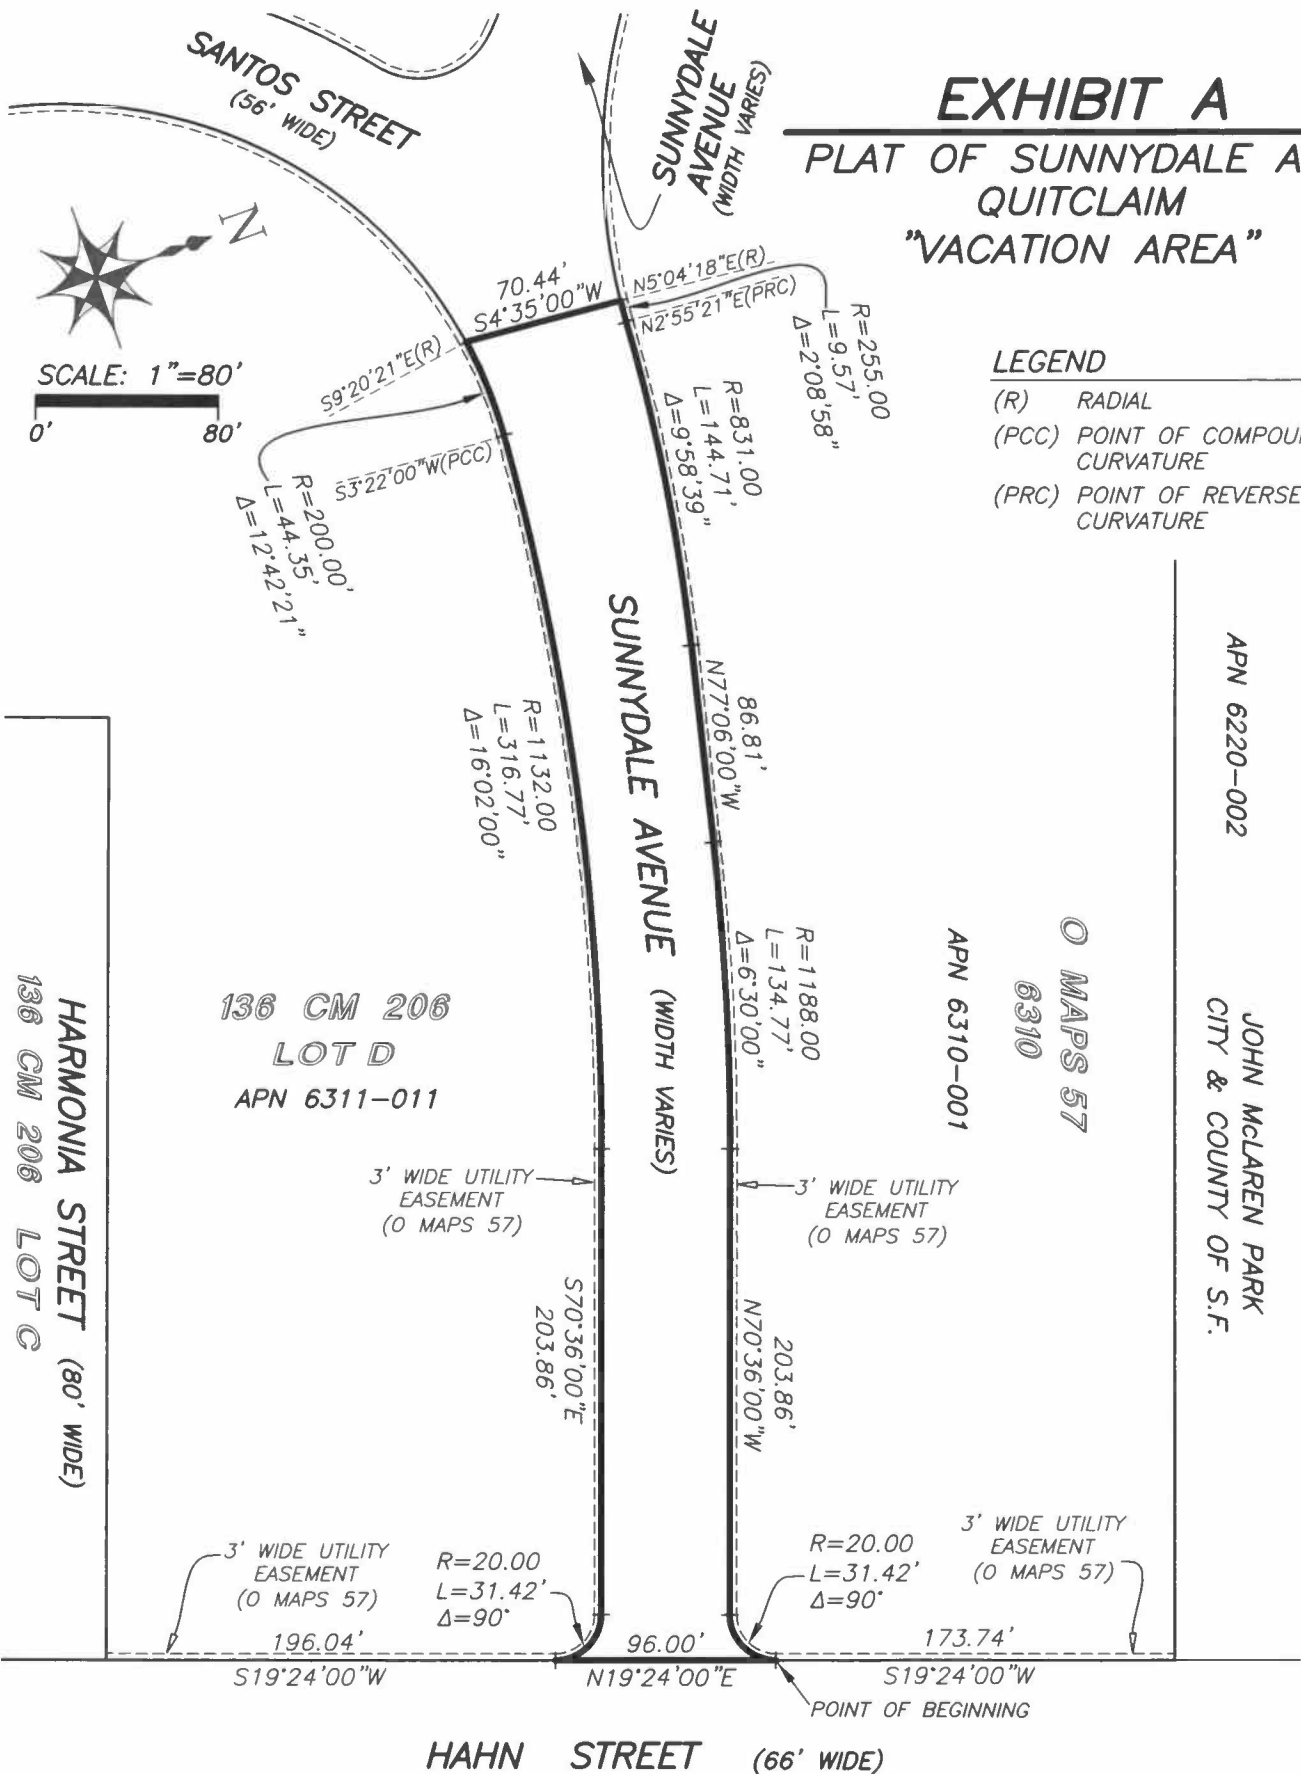 EXHIBIT A
PLAT OF SUNNYDALE A
QUITCLAIM
"VACATION AREA"
SANTOS STREET
(56' WIDE)
SUNNYDALE
AVENUE
(WIDTH VARIES)
N
SCALE: 1"=80'
0' 80'
LEGEND
(R) RADIAL
(PCC) POINT OF COMPOU
CURVATURE
(PRC) POINT OF REVERSE
CURVATURE
70.44'
S4°35'00"W
N5°04'18"E(R)
N2°55'21"E(PRC)
R=255.00
L=9.57'
Δ=2°08'58"
S9°20'21"E(R)
S3°22'00"W(PCC)
R=200.00'
L=44.35'
Δ=12°42'21"
R=831.00
L=144.71'
Δ=9°58'39"
86.81'
N77°06'00"W
R=1132.00
L=316.77'
Δ=16°02'00"
SUNNYDALE AVENUE (WIDTH VARIES)
R=1188.00
L=134.77'
Δ=6°30'00"
APN 6220-002
JOHN McLAREN PARK
CITY & COUNTY OF S.F.
O MAPS 57
6310
APN 6310-001
136 CM 206
LOT D
APN 6311-011
HARMONIA STREET (80' WIDE)
136 CM 206 LOT C
3' WIDE UTILITY
EASEMENT
(O MAPS 57)
3' WIDE UTILITY
EASEMENT
(O MAPS 57)
S70°36'00"E
203.86'
203.86'
N70°36'00"W
3' WIDE UTILITY
EASEMENT
(O MAPS 57)
R=20.00
L=31.42'
Δ=90°
R=20.00
L=31.42'
Δ=90°
3' WIDE UTILITY
EASEMENT
(O MAPS 57)
196.04'
S19°24'00"W
96.00'
N19°24'00"E
173.74'
S19°24'00"W
POINT OF BEGINNING
HAHN STREET (66' WIDE)